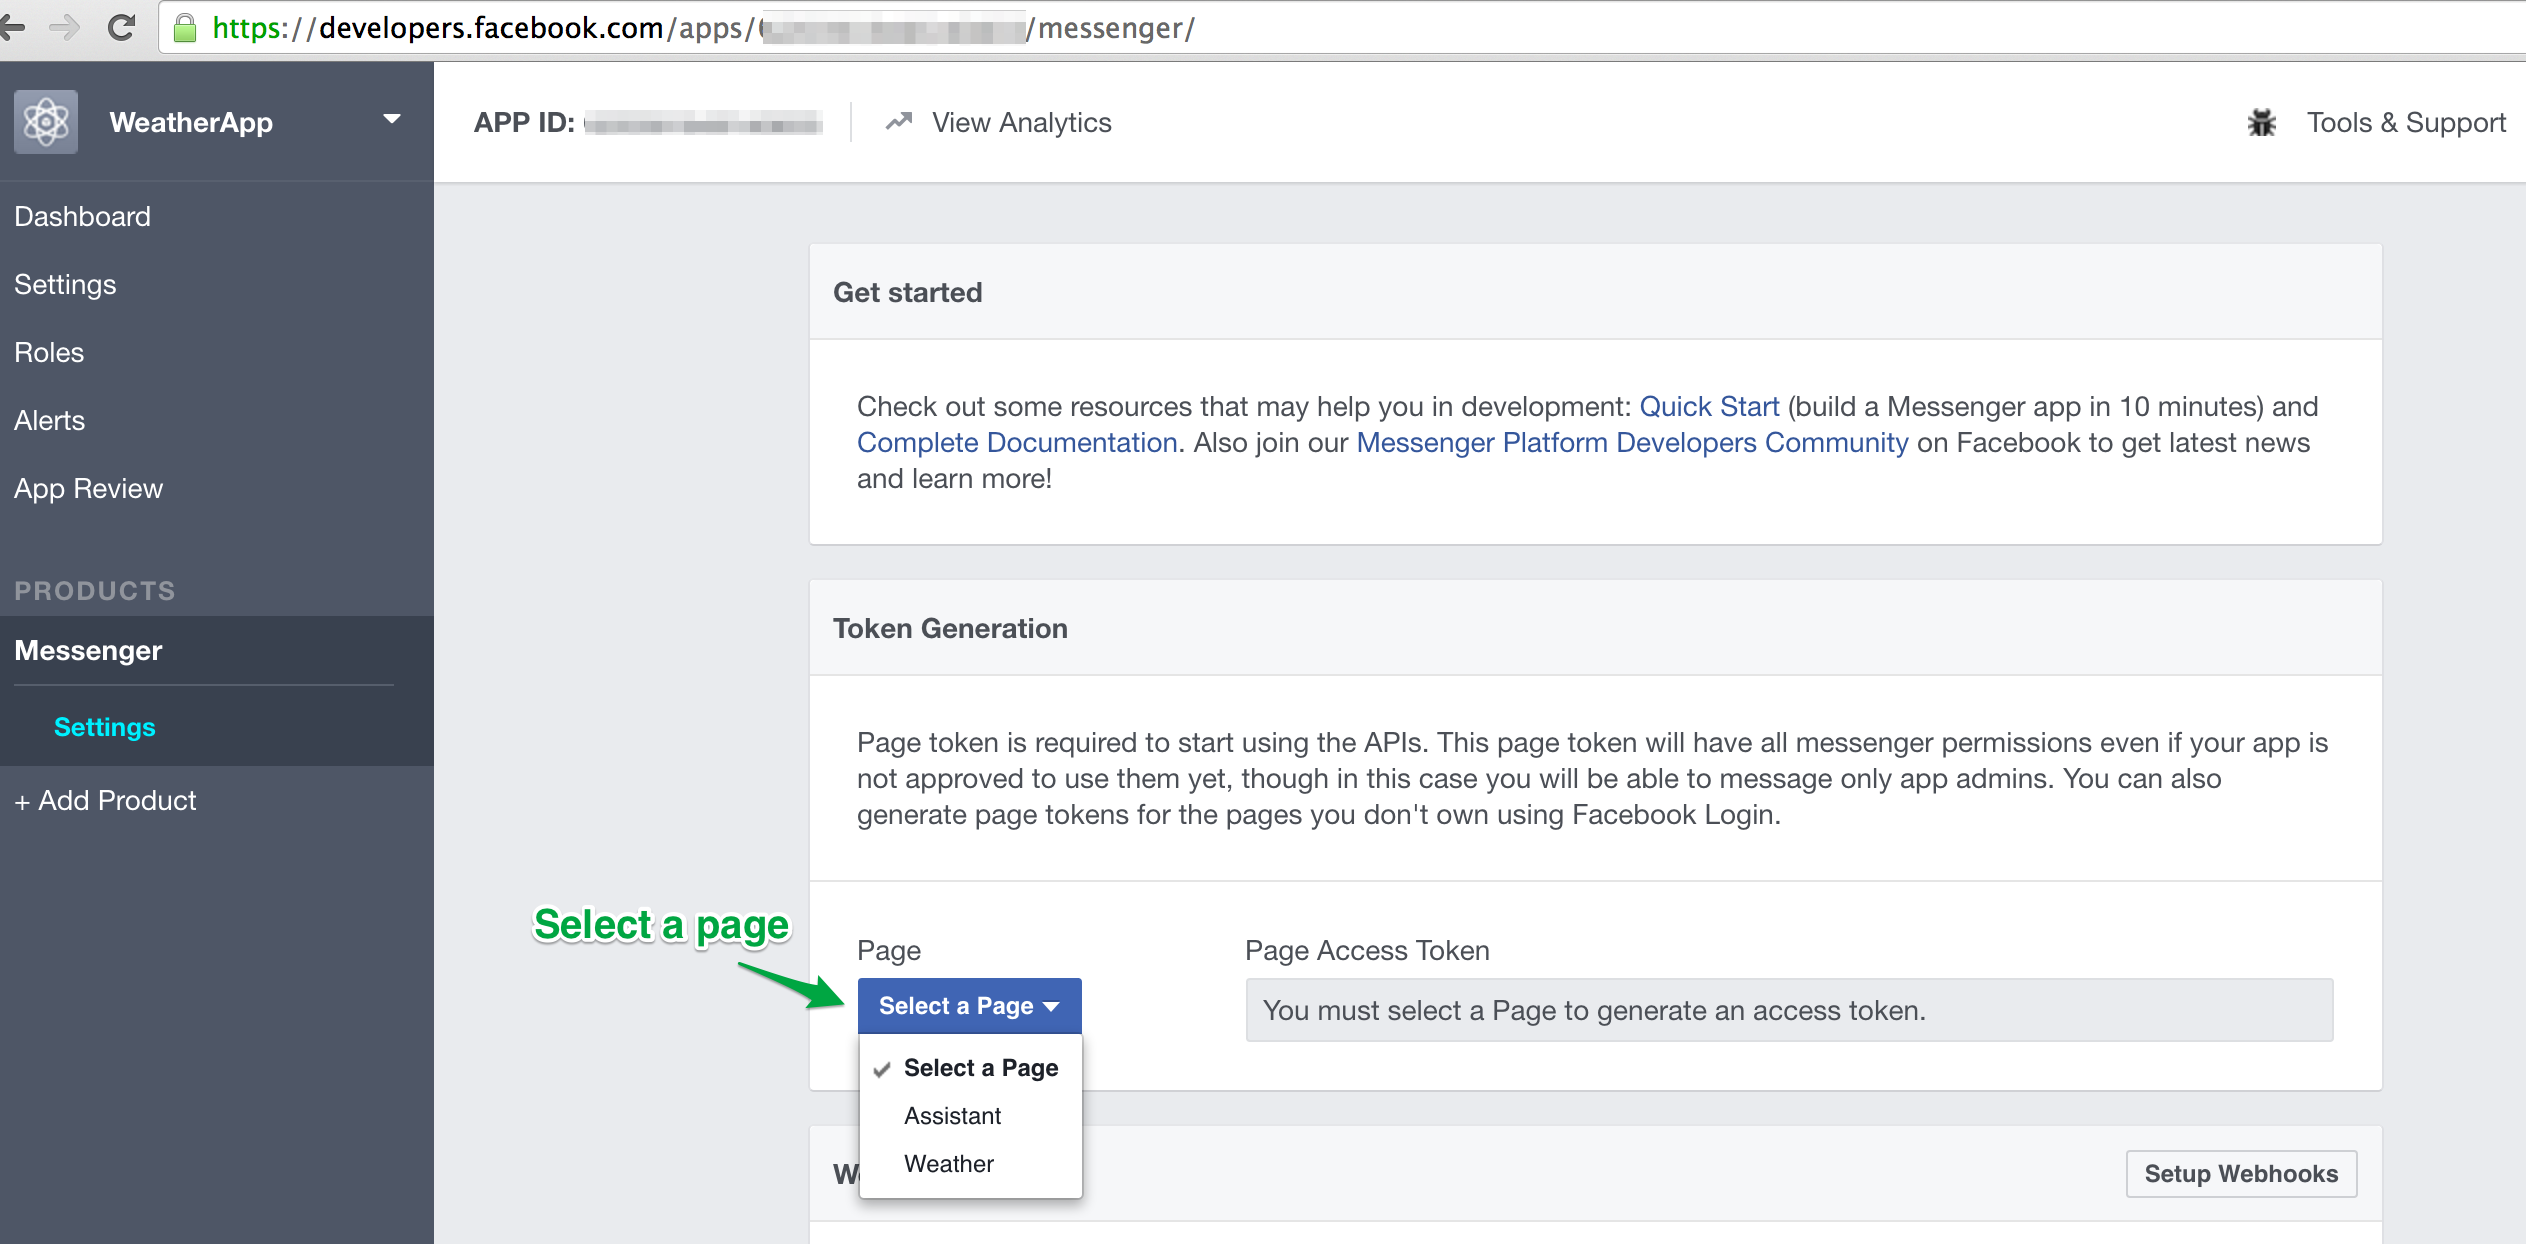 https://developers.facebook.com/apps/ /messenger/
WeatherApp
APP ID:
View Analytics
Tools & Support
Dashboard
Settings
Roles
Alerts
App Review
PRODUCTS
Messenger
Settings
+ Add Product
Get started
Check out some resources that may help you in development: Quick Start (build a Messenger app in 10 minutes) and
Complete Documentation. Also join our Messenger Platform Developers Community on Facebook to get latest news
and learn more!
Token Generation
Page token is required to start using the APIs. This page token will have all messenger permissions even if your app is
not approved to use them yet, though in this case you will be able to message only app admins. You can also
generate page tokens for the pages you don't own using Facebook Login.
Select a page
Page
Page Access Token
Select a Page
You must select a Page to generate an access token.
Select a Page
Assistant
Weather
Setup Webhooks